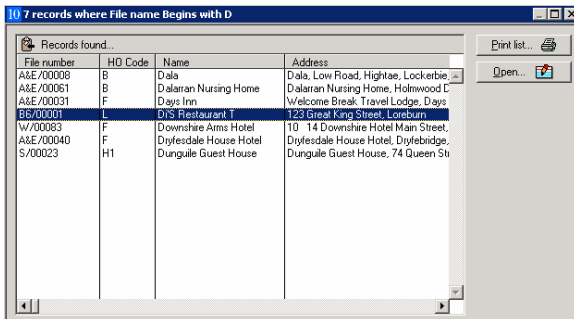 10 7 records where File name Begins with D
Records found...
Print list...
Open...
File number HO Code Name Address
A&E/00008 B Dala Dala, Low Road, Hightae, Lockerbie,
A&E/00061 B Dalarran Nursing Home Dalarran Nursing Home, Holmwood D
A&E/00031 F Days Inn Welcome Break Travel Lodge, Days
B6/00001 L Di'S Restaurant T 123 Great King Street, Loreburn
W/00083 F Downshire Arms Hotel 10 14 Downshire Hotel Main Street,
A&E/00040 F Dryfesdale House Hotel Dryfesdale House Hotel, Dryfebridge,
S/00023 H1 Dunguile Guest House Dunguile Guest House, 74 Queen Str